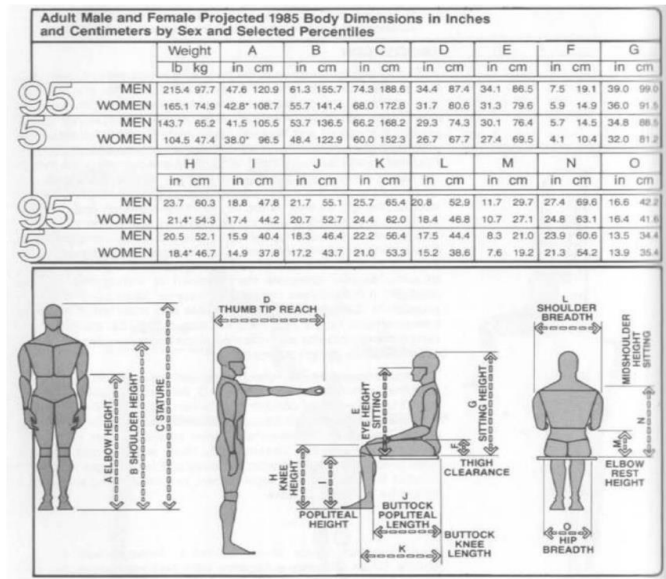 Adult Male and Female Projected 1985 Body Dimensions in Inches
and Centimeters by Sex and Selected Percentiles
Weight A B C D E F G
lb kg in cm in cm in cm in cm in cm in cm in cm
95 MEN 215.4 97.7 47.6 120.9 61.3 155.7 74.3 188.6 34.4 87.4 34.1 86.5 7.5 19.1 39.0 99.0
WOMEN 165.1 74.9 42.8* 108.7 55.7 141.4 68.0 172.8 31.7 80.6 31.3 79.6 5.9 14.9 36.0 91.5
5 MEN 143.7 65.2 41.5 105.5 53.7 136.5 66.2 168.2 29.3 74.3 30.1 76.4 5.7 14.5 34.8 88.5
WOMEN 104.5 47.4 38.0* 96.5 48.4 122.9 60.0 152.3 26.7 67.7 27.4 69.5 4.1 10.4 32.0 81.2
H I J K L M N O
in cm in cm in cm in cm in cm in cm in cm in cm
95 MEN 23.7 60.3 18.8 47.8 21.7 55.1 25.7 65.4 20.8 52.9 11.7 29.7 27.4 69.6 16.6 42.2
WOMEN 21.4* 54.3 17.4 44.2 20.7 52.7 24.4 62.0 18.4 46.8 10.7 27.1 24.8 63.1 16.4 41.6
5 MEN 20.5 52.1 15.9 40.4 18.3 46.4 22.2 56.4 17.5 44.4 8.3 21.0 23.9 60.6 13.5 34.4
WOMEN 18.4* 46.7 14.9 37.8 17.2 43.7 21.0 53.3 15.2 38.6 7.6 19.2 21.3 54.2 13.9 35.4
A ELBOW HEIGHT
B SHOULDER HEIGHT
C STATURE
D
THUMB TIP REACH
E
EYE HEIGHT
SITTING
G
SITTING HEIGHT
F
THIGH
CLEARANCE
H
KNEE
HEIGHT
I
POPLITEAL
HEIGHT
J
BUTTOCK
POPLITEAL
LENGTH
K
BUTTOCK
KNEE
LENGTH
L
SHOULDER
BREADTH
MIDSHOULDER
HEIGHT
SITTING
N
M
ELBOW
REST
HEIGHT
O
HIP
BREADTH